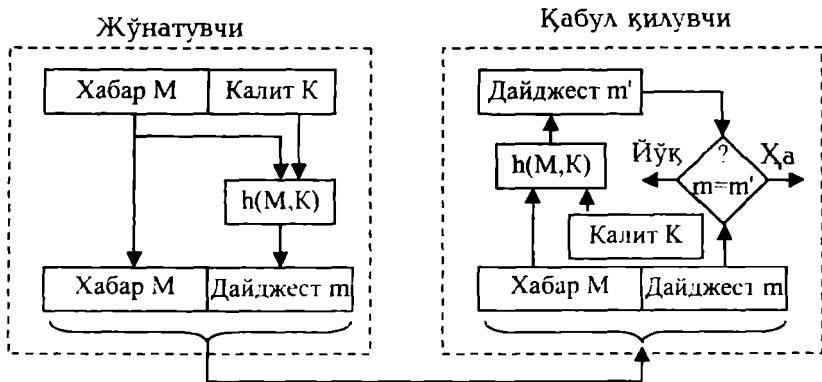 Жўнатувчи
Хабар М Калит К
h(M,K)
Хабар М Дайджест m
Қабул қилувчи
Дайджест m'
h(M,K)
Калит К
Йўқ ? Ҳа
m=m'
Хабар М Дайджест m